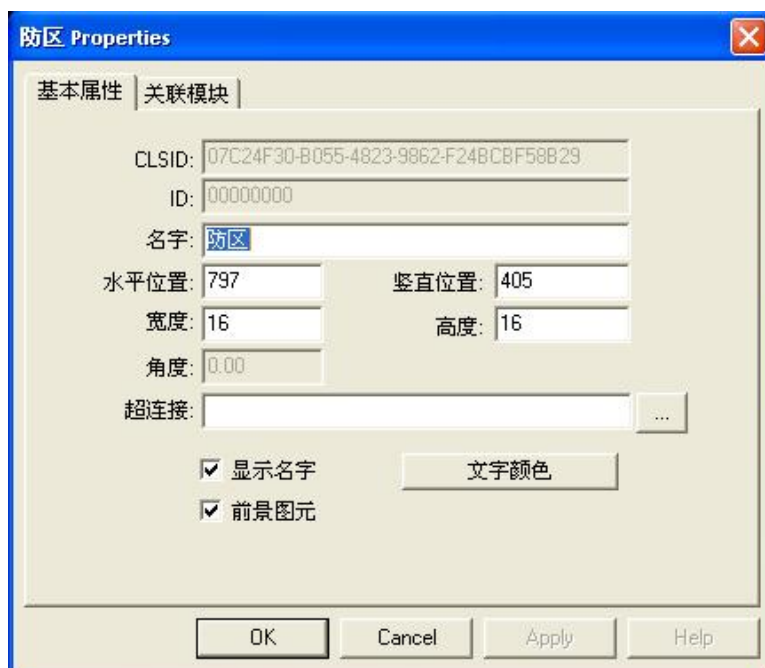 防区 Properties
基本属性 关联模块
CLSID: 07C24F30-B055-4823-9862-F24BCBF58B29
ID: 00000000
名字: 防区
水平位置: 797 竖直位置: 405
宽度: 16 高度: 16
角度: 0.00
超连接: ...
显示名字 文字颜色
前景图元
OK Cancel Apply Help